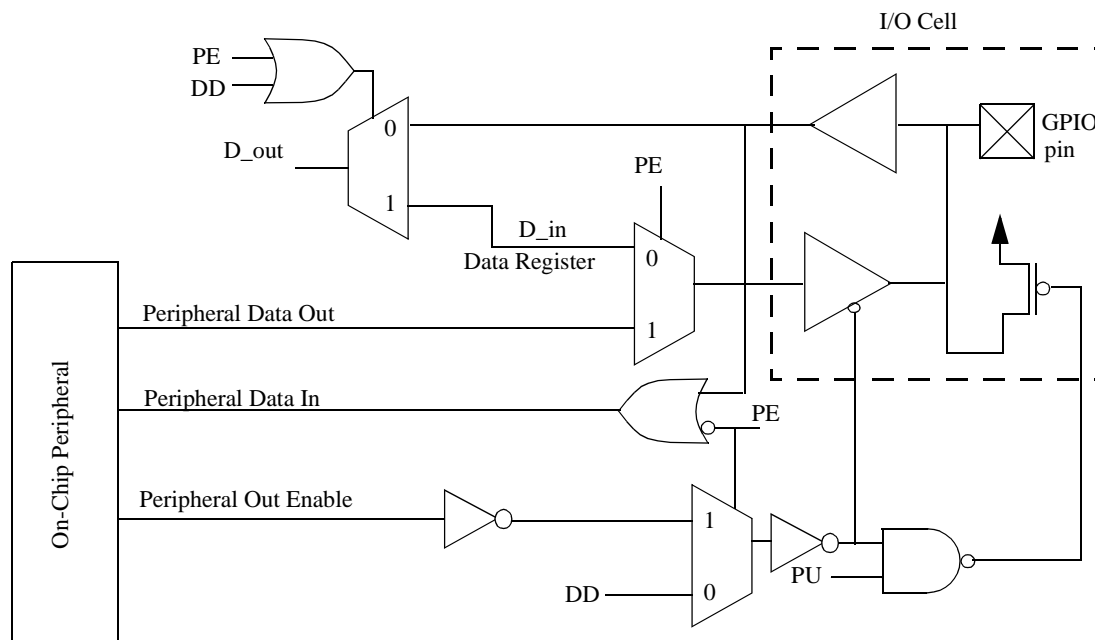 I/O Cell
PE
DD
0
GPIO
pin
D_out
PE
1
D_in
Data Register
0
Peripheral Data Out
1
Peripheral Data In
PE
On-Chip Peripheral
Peripheral Out Enable
1
PU
DD
0